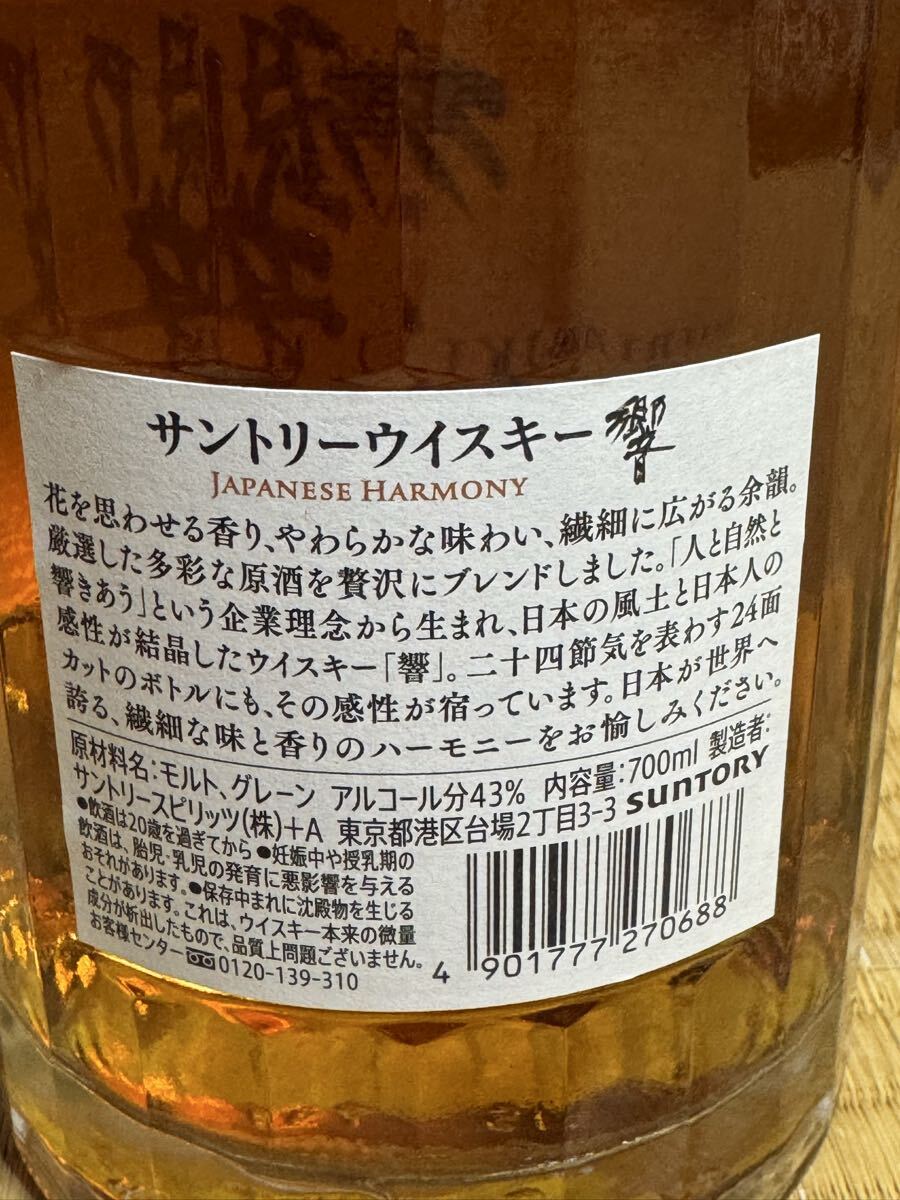 サントリーウイスキー 響
JAPANESE HARMONY
花を思わせる香り、やわらかな味わい、繊細に広がる余韻。
厳選した多彩な原酒を贅沢にブレンドしました。「人と自然と
響きあう」という企業理念から生まれ、日本の風土と日本人の
感性が結晶したウイスキー「響」。二十四節気を表わす24面
カットのボトルにも、その感性が宿っています。日本が世界へ
誇る、繊細な味と香りのハーモニーをお愉しみください。
原材料名:モルト、グレーン アルコール分43% 内容量:700ml 製造者:
サントリースピリッツ(株)+A 東京都港区台場2丁目3-3 SUNTORY
●飲酒は20歳を過ぎてから ●妊娠中や授乳期の
飲酒は、胎児・乳児の発育に悪影響を与える
おそれがあります。●保存中まれに沈殿物を生じる
ことがあります。これは、ウイスキー本来の微量
成分が析出したもので、品質上問題ございません。
お客様センター 0120-139-310
4 901777 270688